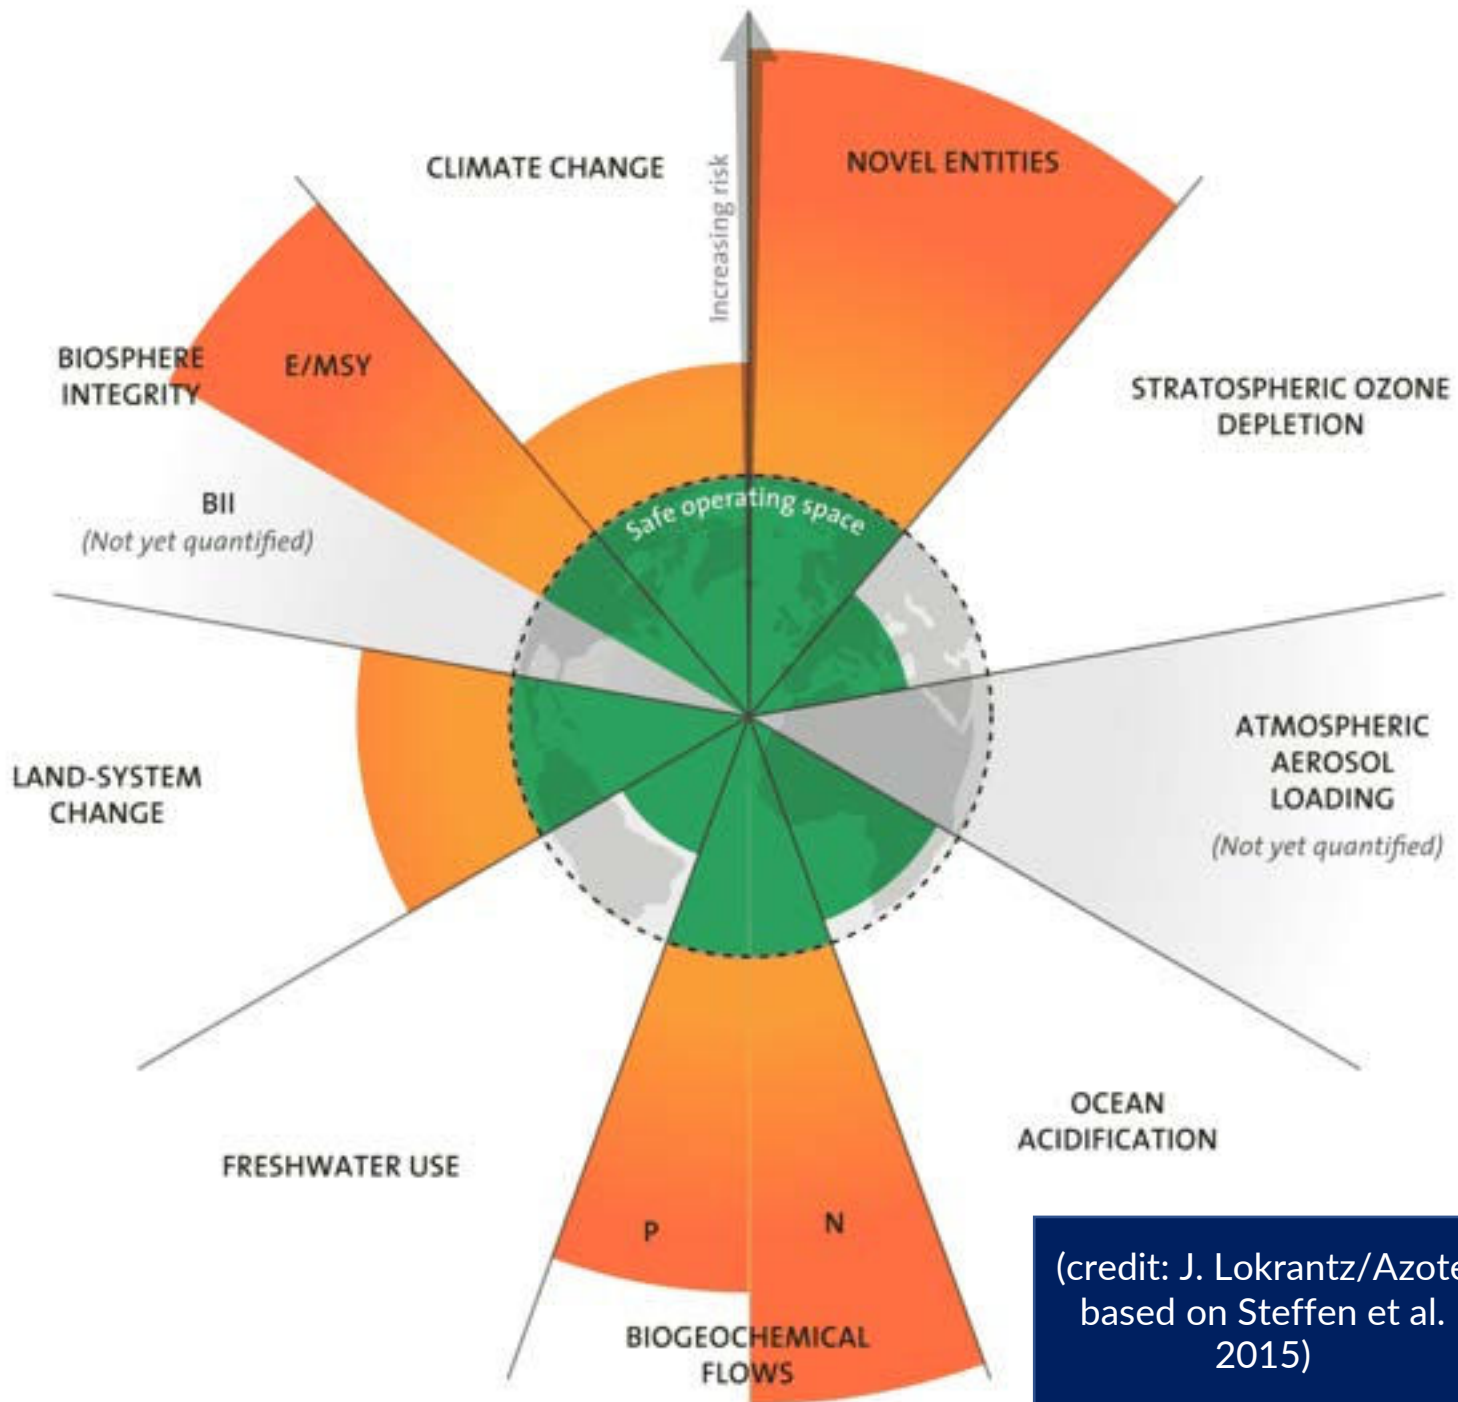 CLIMATE CHANGE
Increasing risk
NOVEL ENTITIES
BIOSPHERE
INTEGRITY
E/MSY
STRATOSPHERIC OZONE
DEPLETION
BII
(Not yet quantified)
Safe operating space
LAND-SYSTEM
CHANGE
ATMOSPHERIC
AEROSOL
LOADING
(Not yet quantified)
FRESHWATER USE
P
N
OCEAN
ACIDIFICATION
BIOGEOCHEMICAL
FLOWS
(credit: J. Lokrantz/Azote
based on Steffen et al.
2015)